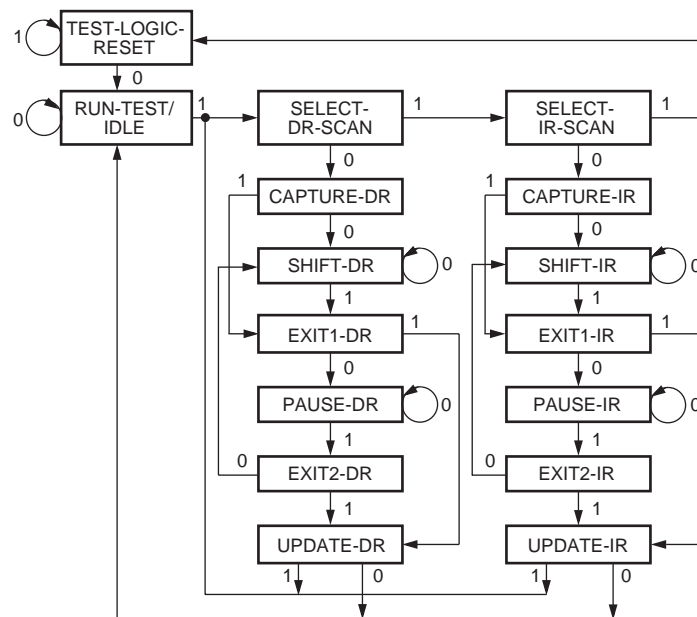 TEST-LOGIC-
RESET
1
0
RUN-TEST/
IDLE
0
1
SELECT-
DR-SCAN
1
SELECT-
IR-SCAN
1
0
0
1
CAPTURE-DR
1
CAPTURE-IR
0
0
SHIFT-DR
0
SHIFT-IR
0
1
1
EXIT1-DR
1
EXIT1-IR
1
0
0
PAUSE-DR
0
PAUSE-IR
0
1
1
0
EXIT2-DR
0
EXIT2-IR
1
1
UPDATE-DR
UPDATE-IR
1
0
1
0